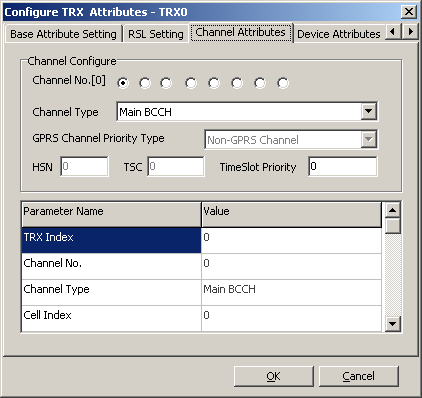 Configure TRX Attributes - TRX0
Base Attribute Setting RSL Setting Channel Attributes Device Attributes
Channel Configure
Channel No.[0]
Channel Type Main BCCH
GPRS Channel Priority Type Non-GPRS Channel
HSN 0 TSC 0 TimeSlot Priority 0
Parameter Name Value
TRX Index 0
Channel No. 0
Channel Type Main BCCH
Cell Index 0
OK Cancel